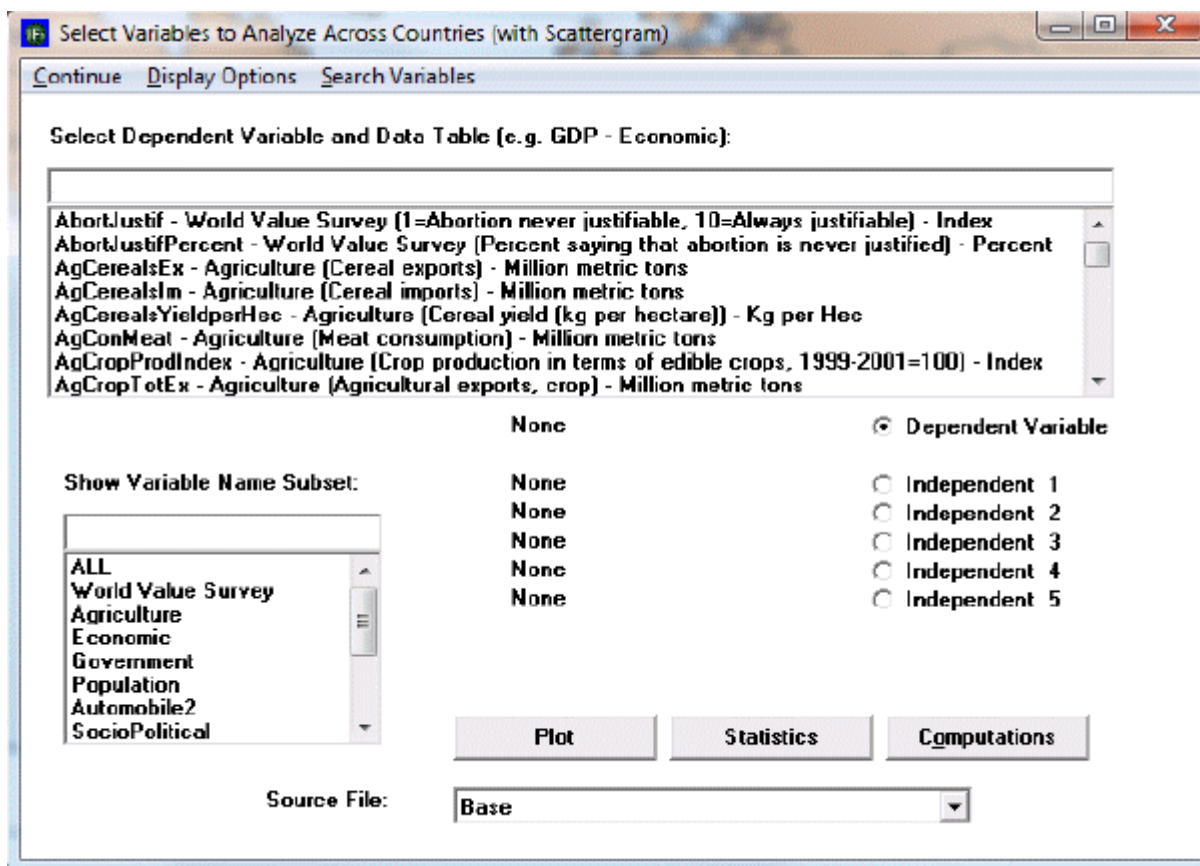 IFs Select Variables to Analyze Across Countries (with Scattergram)
Continue Display Options Search Variables
Select Dependent Variable and Data Table (e.g. GDP - Economic):
AbortJustif - World Value Survey (1=Abortion never justifiable, 10=Always justifiable) - Index
AbortJustifPercent - World Value Survey (Percent saying that abortion is never justified) - Percent
AgCerealsEx - Agriculture (Cereal exports) - Million metric tons
AgCerealsIm - Agriculture (Cereal imports) - Million metric tons
AgCerealsYieldperHec - Agriculture (Cereal yield (kg per hectare)) - Kg per Hec
AgConMeat - Agriculture (Meat consumption) - Million metric tons
AgCropProdIndex - Agriculture (Crop production in terms of edible crops, 1999-2001=100) - Index
AgCropTotEx - Agriculture (Agricultural exports, crop) - Million metric tons
None Dependent Variable
Show Variable Name Subset:
None Independent 1
None Independent 2
None Independent 3
None Independent 4
None Independent 5
ALL
World Value Survey
Agriculture
Economic
Government
Population
Automobile2
SocioPolitical
Plot Statistics Computations
Source File: Base